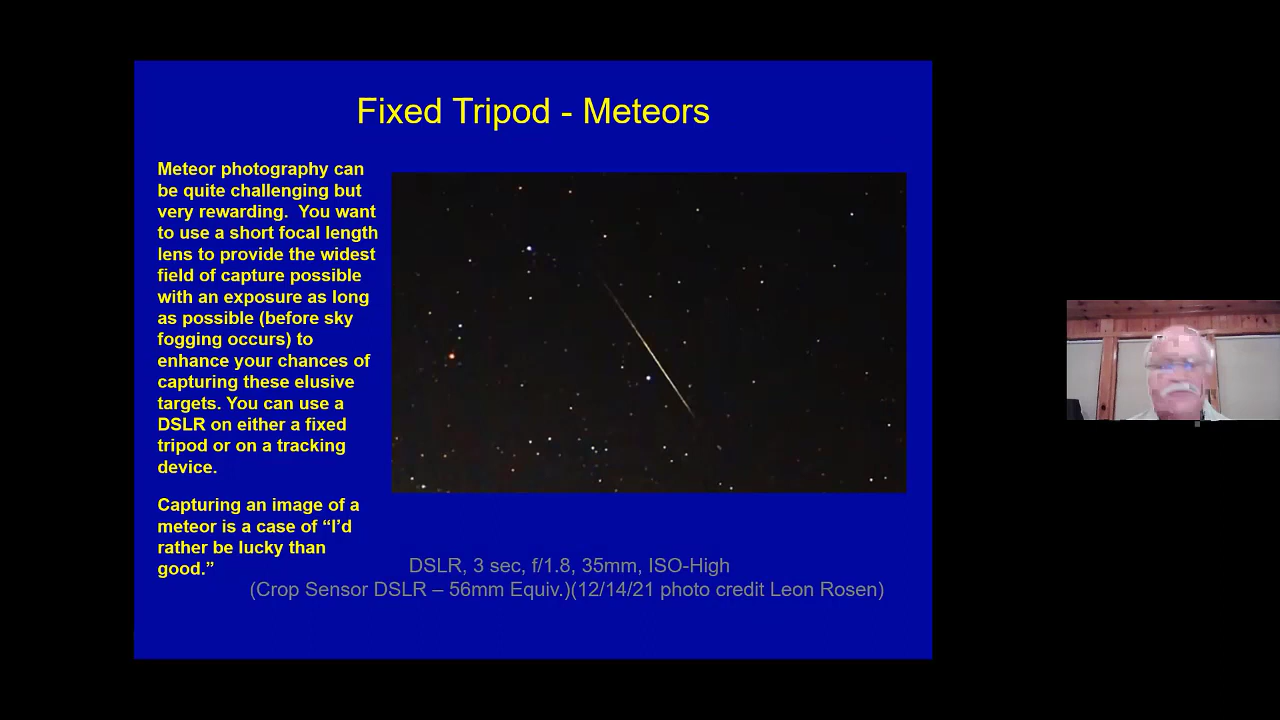 Fixed Tripod - Meteors
Meteor photography can
be quite challenging but
very rewarding.  You want
to use a short focal length
lens to provide the widest
field of capture possible
with an exposure as long
as possible (before sky
fogging occurs) to
enhance your chances of
capturing these elusive
targets. You can use a
DSLR on either a fixed
tripod or on a tracking
device.
Capturing an image of a
meteor is a case of “I’d
rather be lucky than
good.”
DSLR, 3 sec, f/1.8, 35mm, ISO-High
(Crop Sensor DSLR – 56mm Equiv.)(12/14/21 photo credit Leon Rosen)